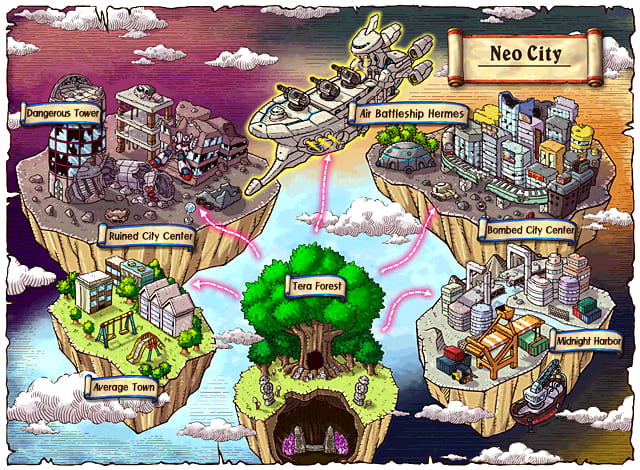 Neo City
Dangerous Tower
Air Battleship Hermes
Ruined City Center
Bombed City Center
Tera Forest
Midnight Harbor
Average Town